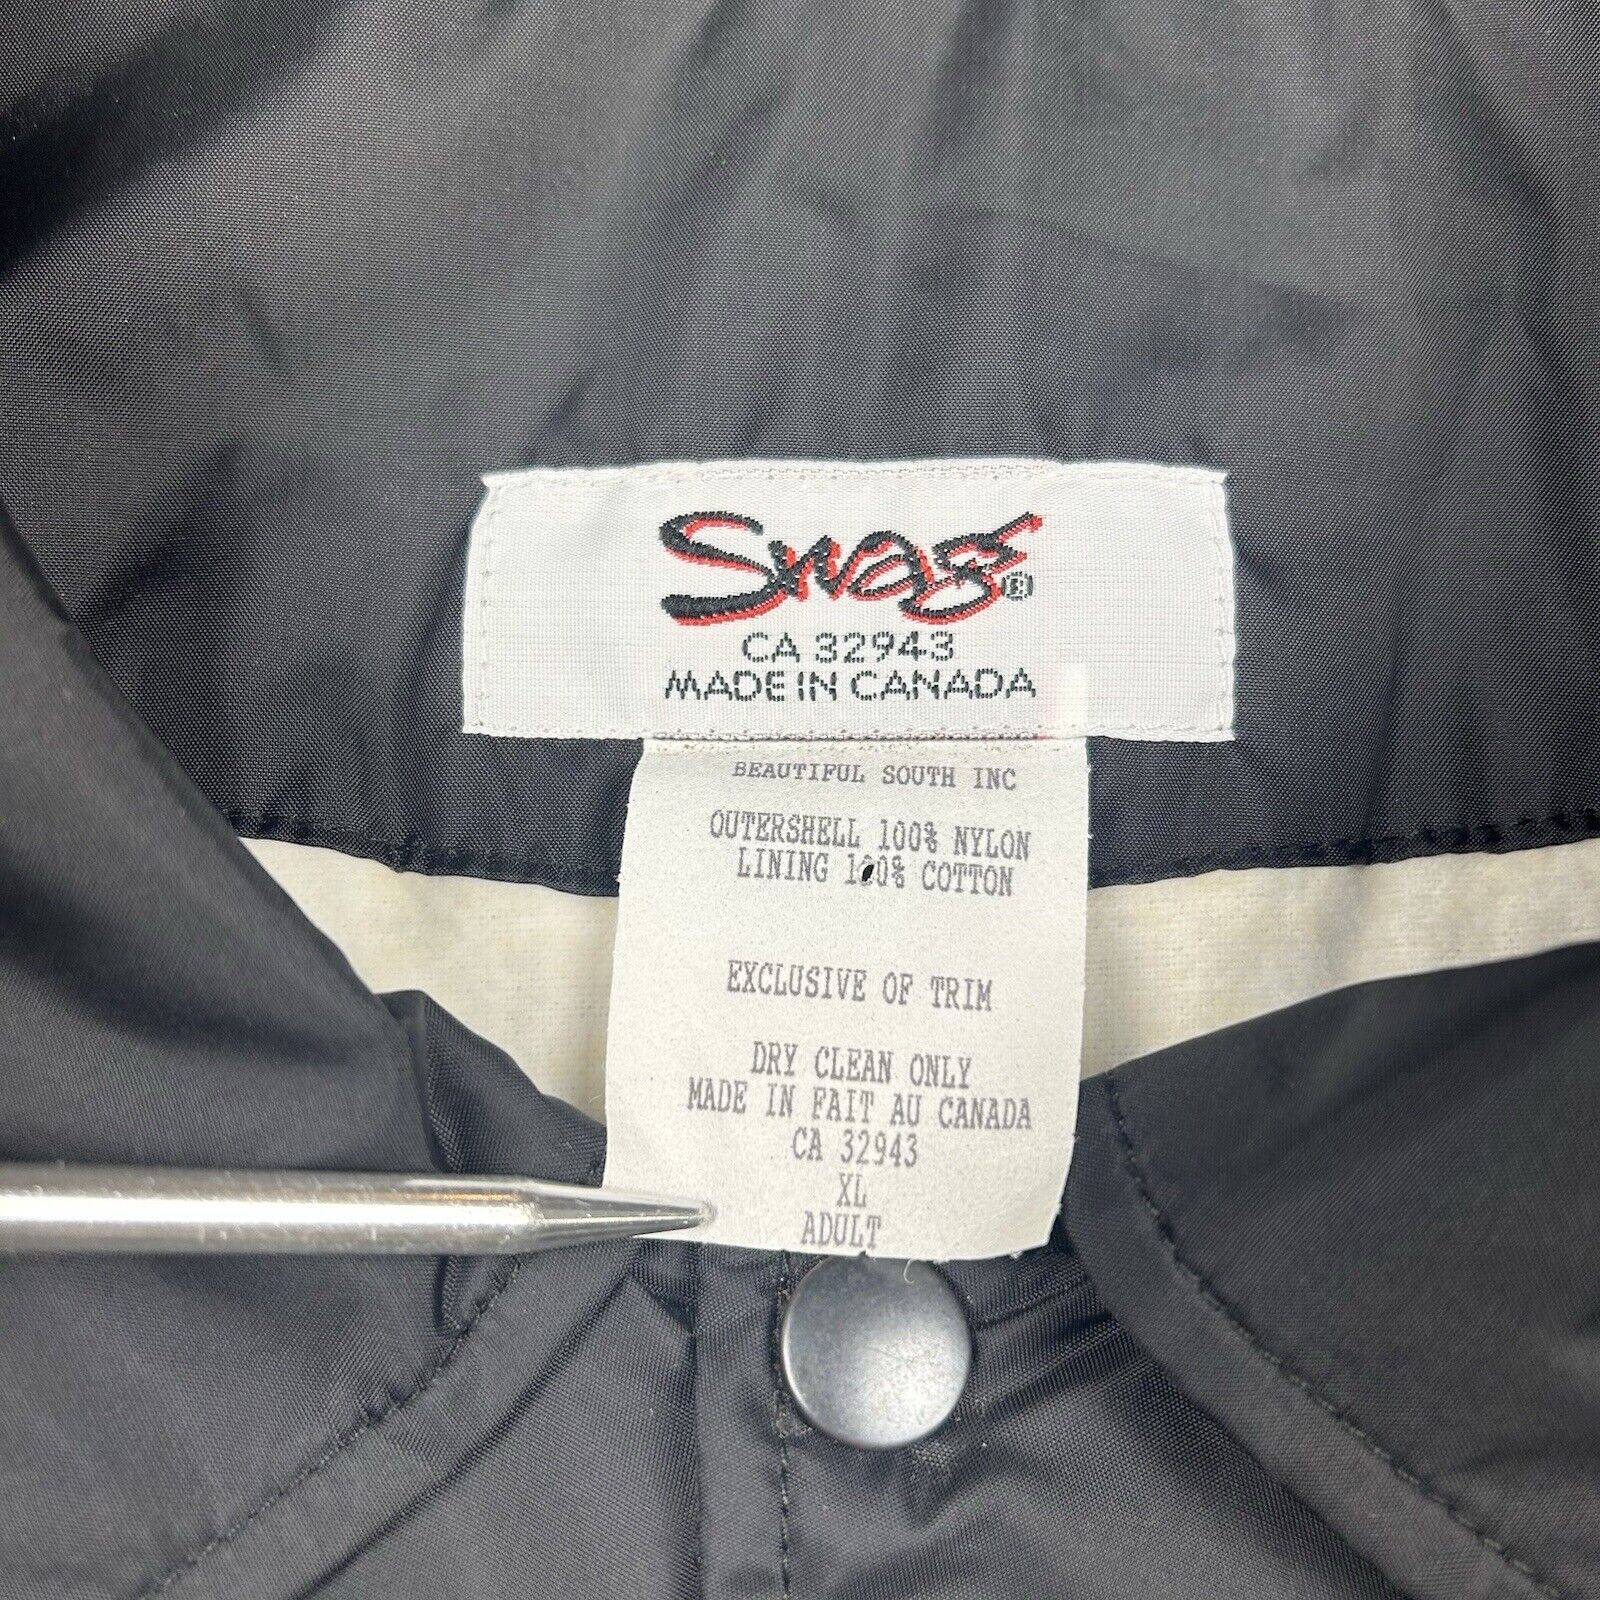 Swag ®
CA 32943
MADE IN CANADA
BEAUTIFUL SOUTH INC
OUTERSHELL 100% NYLON
LINING 100% COTTON
EXCLUSIVE OF TRIM
DRY CLEAN ONLY
MADE IN FAIT AU CANADA
CA 32943
XL
ADULT